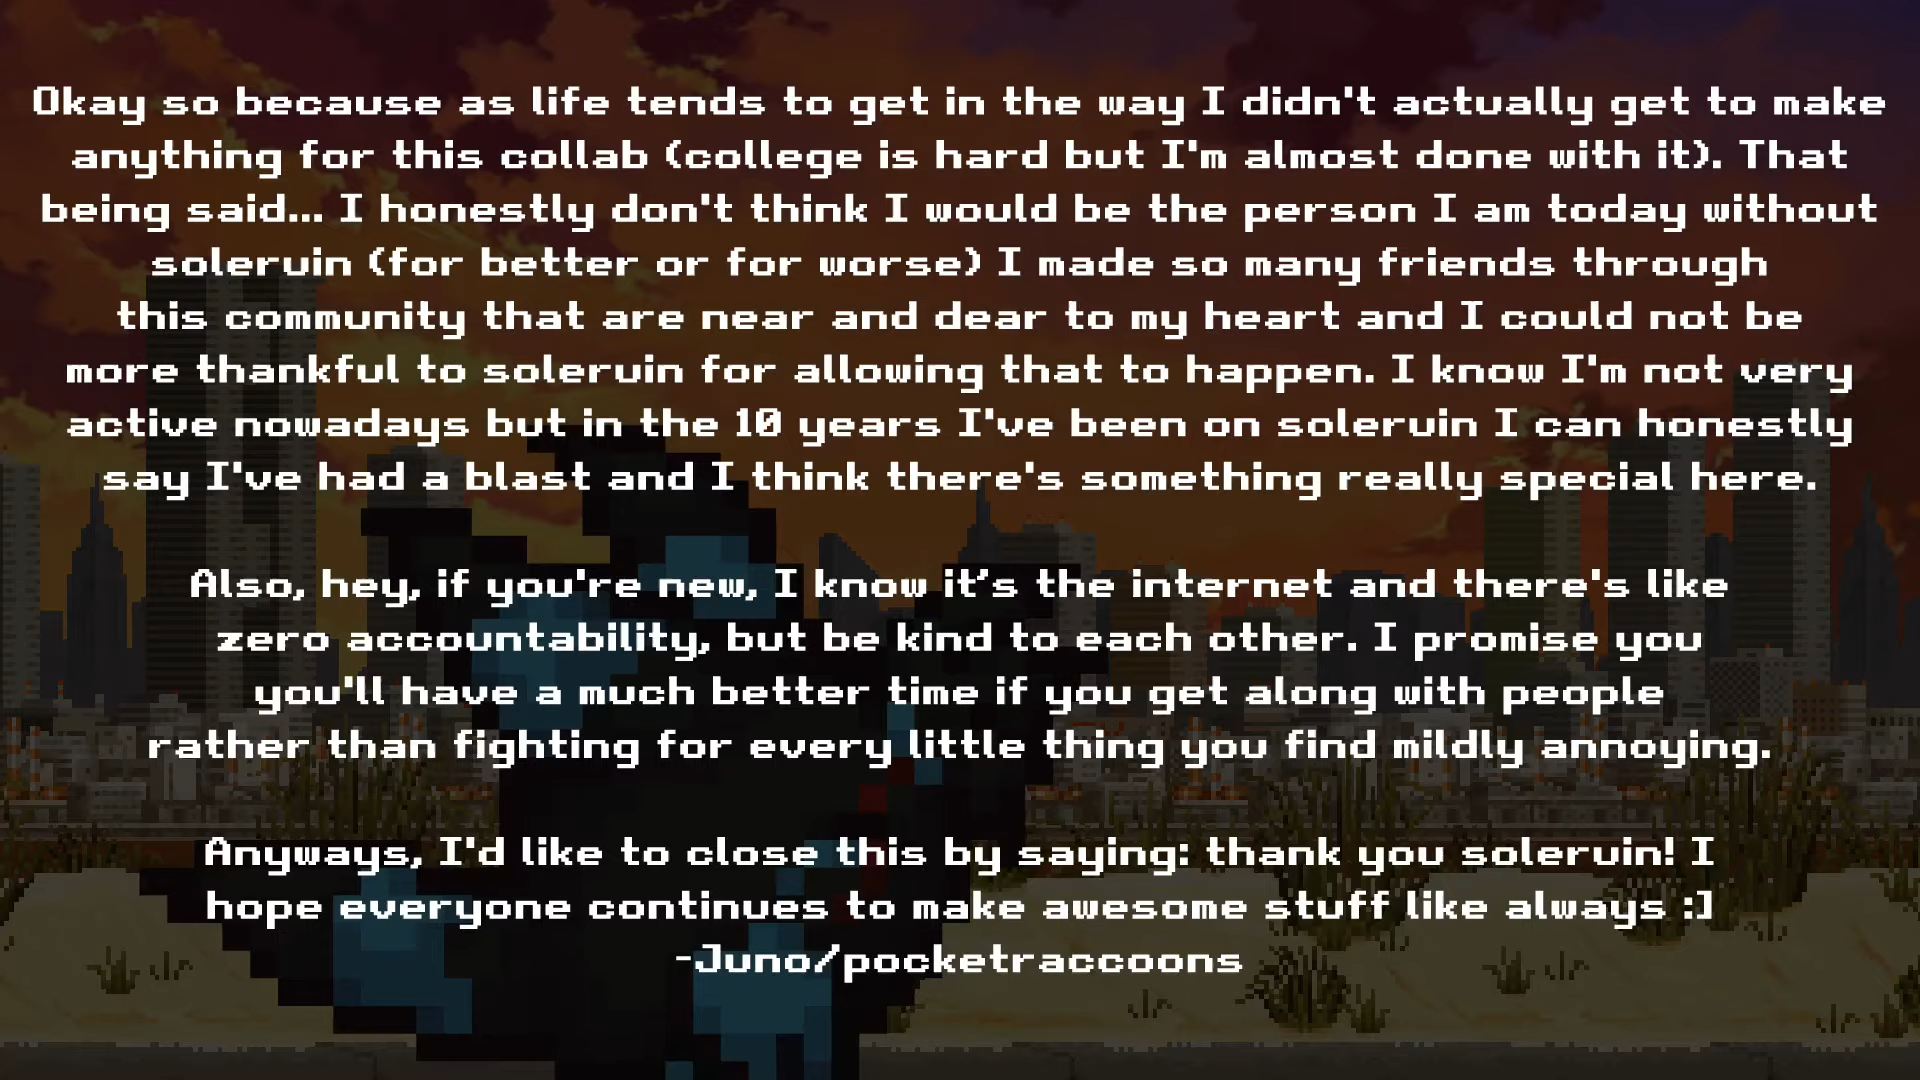 Okay so because as life tends to get in the way I didn't actually get to make
anything for this collab (college is hard but I'm almost done with it). That
being said... I honestly don't think I would be the person I am today without
soleruin (for better or for worse) I made so many friends through
this community that are near and dear to my heart and I could not be
more thankful to soleruin for allowing that to happen. I know I'm not very
active nowadays but in the 10 years I've been on soleruin I can honestly
say I've had a blast and I think there's something really special here.
Also, hey, if you're new, I know it's the internet and there's like
zero accountability, but be kind to each other. I promise you
you'll have a much better time if you get along with people
rather than fighting for every little thing you find mildly annoying.
Anyways, I'd like to close this by saying: thank you soleruin! I
hope everyone continues to make awesome stuff like always :]
-Juno/pocketraccoons